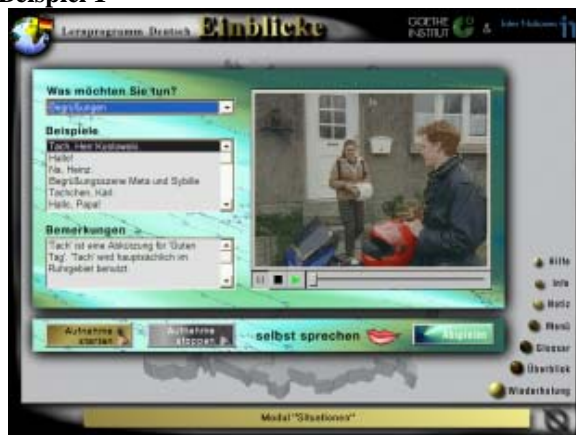 Beispiel 1
Lernprogramm Deutsch Einblicke
GOETHE
INSTITUT
& Inter Nationes
Was möchten Sie tun?
Begrüßungen
Beispiele
Tach, Herr Koslowski
Hallo!
Na, Heinz
Begrüßungsszene Meta und Sybille
Tachchen, Karl
Hallo, Papa!
Bemerkungen
'Tach' ist eine Abkürzung für 'Guten
Tag'. 'Tach' wird hauptsächlich im
Ruhrgebiet benutzt.
Hilfe
Info
Notiz
Menü
Glossar
Überblick
Wiederholung
Aufnahme
starten
Aufnahme
stoppen
selbst sprechen
Abspielen
Modul "Situationen"